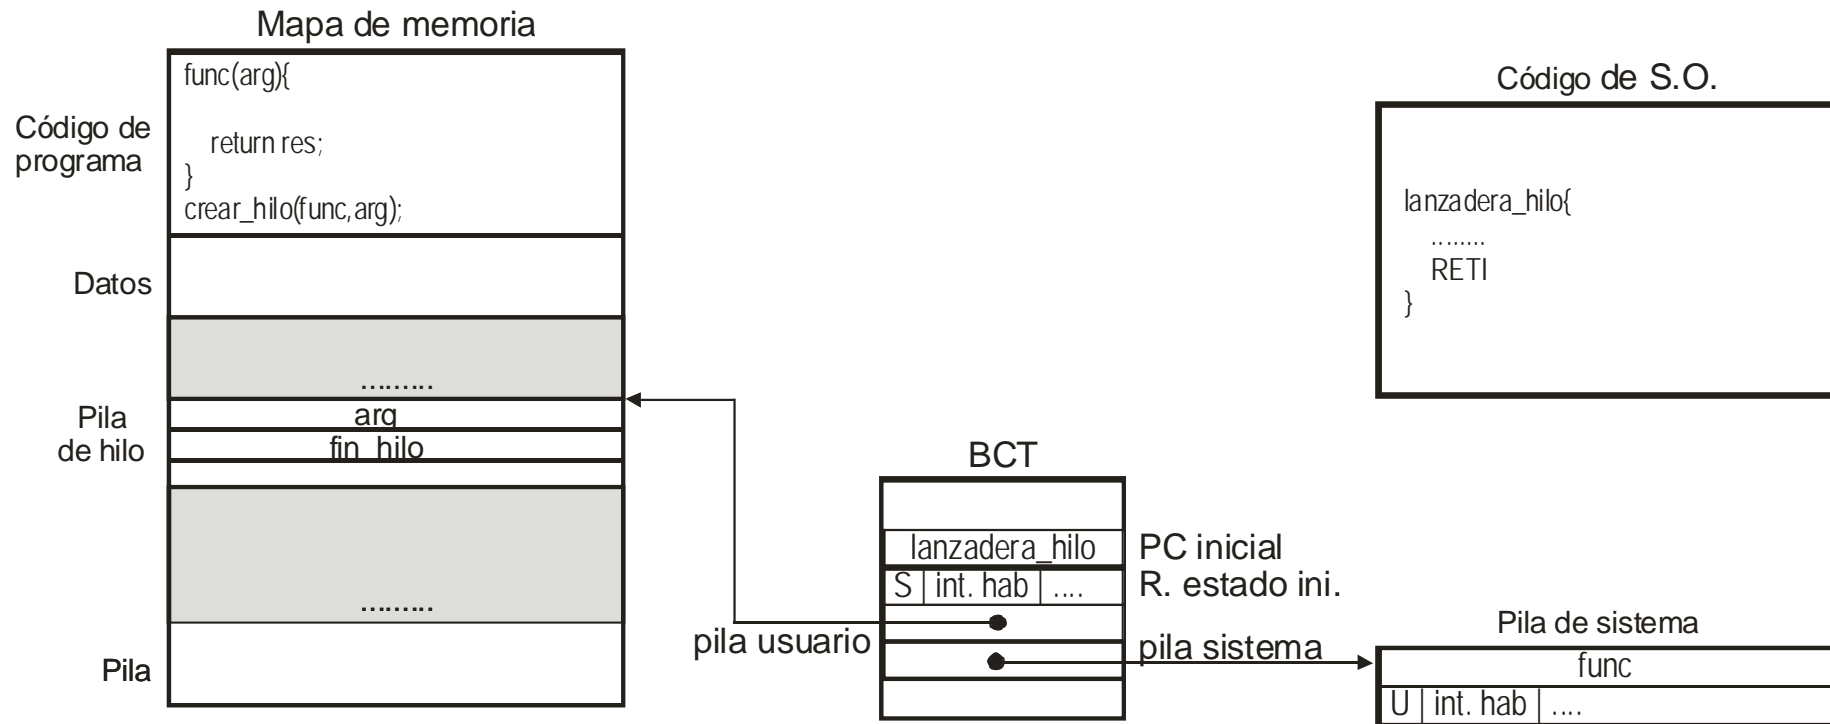 Mapa de memoria
Código de programa
func(arg){
return res;
}
crear_hilo(func,arg);
Datos
.........
Pila de hilo
arg
fin_hilo
.........
Pila
BCT
lanzadera_hilo
PC inicial
S | int. hab | ....
R. estado ini.
pila usuario
pila sistema
Código de S.O.
lanzadera_hilo{
........
RETI
}
Pila de sistema
func
U | int. hab | ....